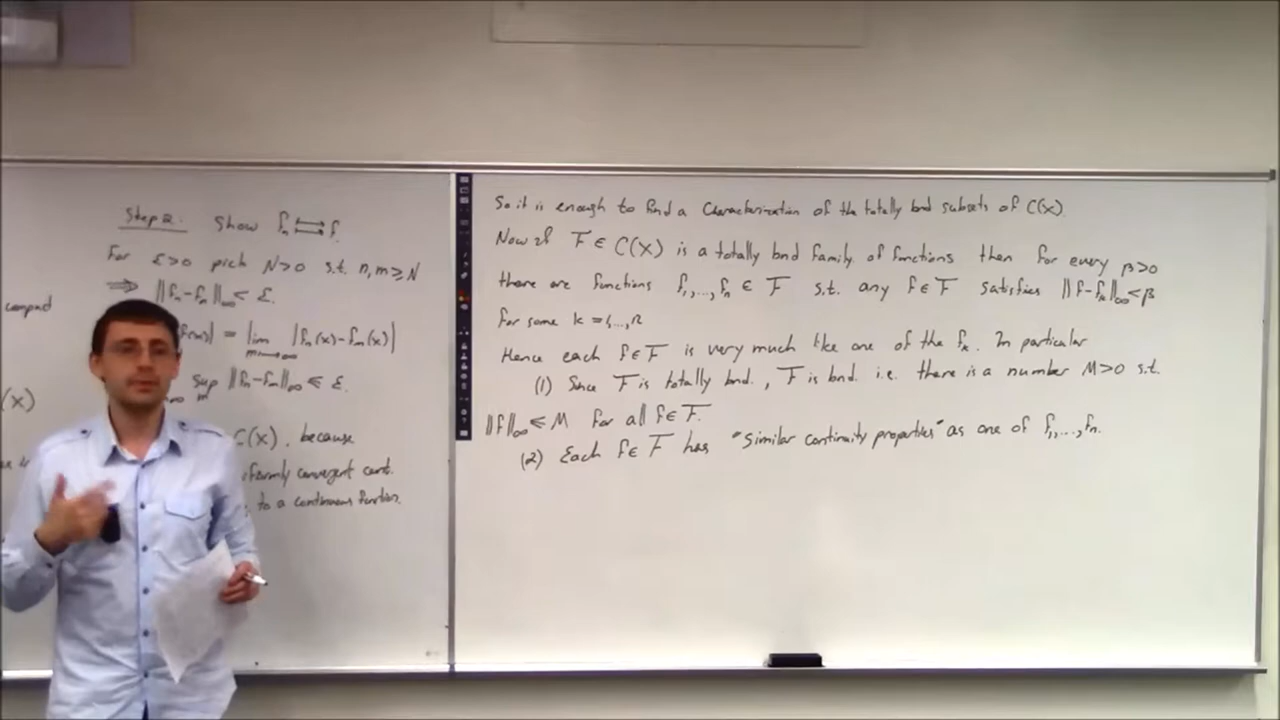 Step 2: Show fₙ ⇉ f.
For ε>0 pick N>0 s.t. n,m ≥ N
⟹ ‖fₙ-fₘ‖∞ < ε.
= lim |fₙ(x)-fₘ(x)|
m→∞
sup ‖fₙ-fₘ‖∞ ≤ ε.
m
C(X), because
convergent cont.
to a continuous function.
(X)
So it is enough to find a characterization of the totally bnd subsets of C(X).
Now if F ∈ C(X) is a totally bnd family of functions then for every β>0
there are functions f₁,...,fₙ ∈ F s.t. any f∈F satisfies ‖f-fₖ‖∞<β
for some k = 1,...,n
Hence each f∈F is very much like one of the fₖ. In particular
(1) Since F is totally bnd., F is bnd. i.e. there is a number M>0 s.t.
‖f‖∞ ≤ M for all f∈F.
(2) Each f∈F has "similar continuity properties" as one of f₁,...,fₙ.